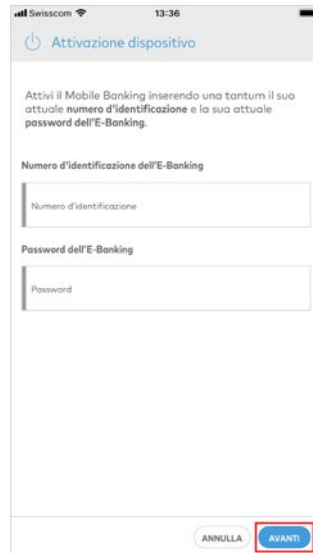 Swisscom 13:36
Attivazione dispositivo
Attivi il Mobile Banking inserendo una tantum il suo
attuale numero d'identificazione e la sua attuale
password dell'E-Banking.
Numero d'identificazione dell'E-Banking
Numero d'identificazione
Password dell'E-Banking
Password
ANNULLA AVANTI